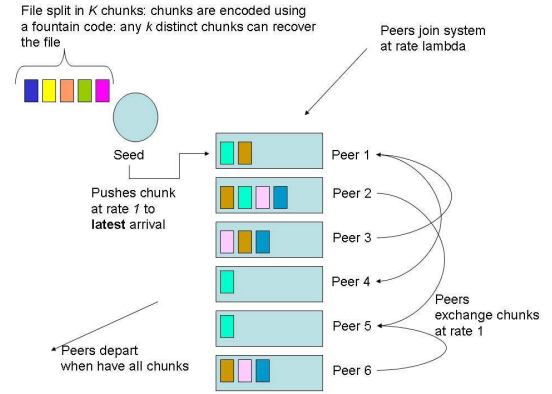 File split in K chunks: chunks are encoded using
a fountain code: any k distinct chunks can recover
the file
Peers join system
at rate lambda
Seed
Pushes chunk
at rate 1 to
latest arrival
Peer 1
Peer 2
Peer 3
Peer 4
Peer 5
Peer 6
Peers
exchange chunks
at rate 1
Peers depart
when have all chunks